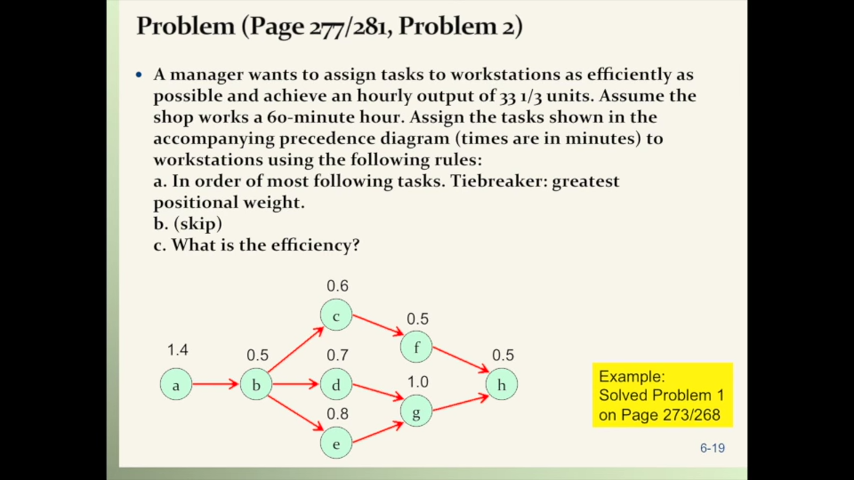 Problem (Page 277/281, Problem 2)
• A manager wants to assign tasks to workstations as efficiently as
possible and achieve an hourly output of 33 1/3 units. Assume the
shop works a 60-minute hour. Assign the tasks shown in the
accompanying precedence diagram (times are in minutes) to
workstations using the following rules:
a. In order of most following tasks. Tiebreaker: greatest
positional weight.
b. (skip)
c. What is the efficiency?
0.6
c
0.5
f
1.4
a
0.5
b
0.7
d
0.5
h
1.0
g
0.8
e
Example:
Solved Problem 1
on Page 273/268
6-19